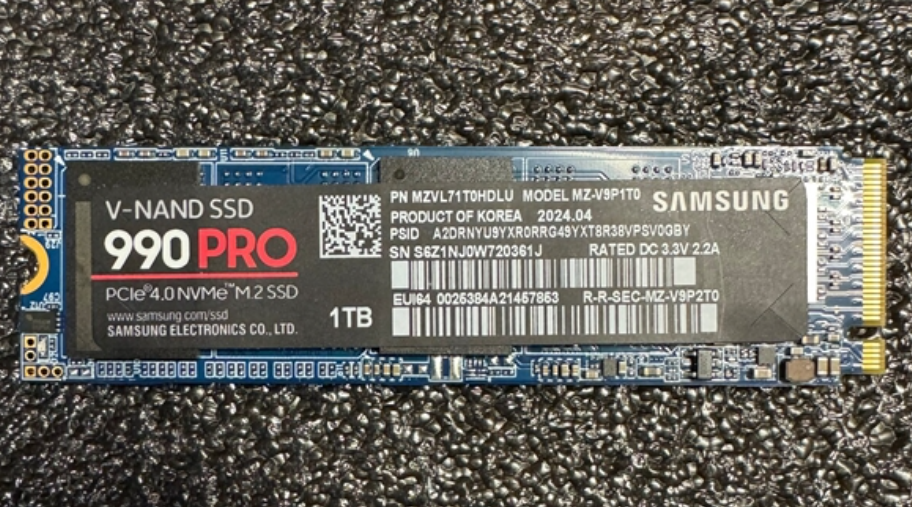 V-NAND SSD
990 PRO
PCIe®4.0 NVMe™ M.2 SSD
www.samsung.com/ssd
SAMSUNG ELECTRONICS CO., LTD.
1TB
PN MZVL71T0HDLU MODEL MZ-V9P1T0
SAMSUNG
PRODUCT OF KOREA 2024.04
PSID A2DRNYU9YXR0RRG49YXT8R38VPSV0GBY
SN S6Z1NJ0W720361J RATED DC 3.3V 2.2A
EUI64 0025384A21457853 R-R-SEC-MZ-V9P2T0